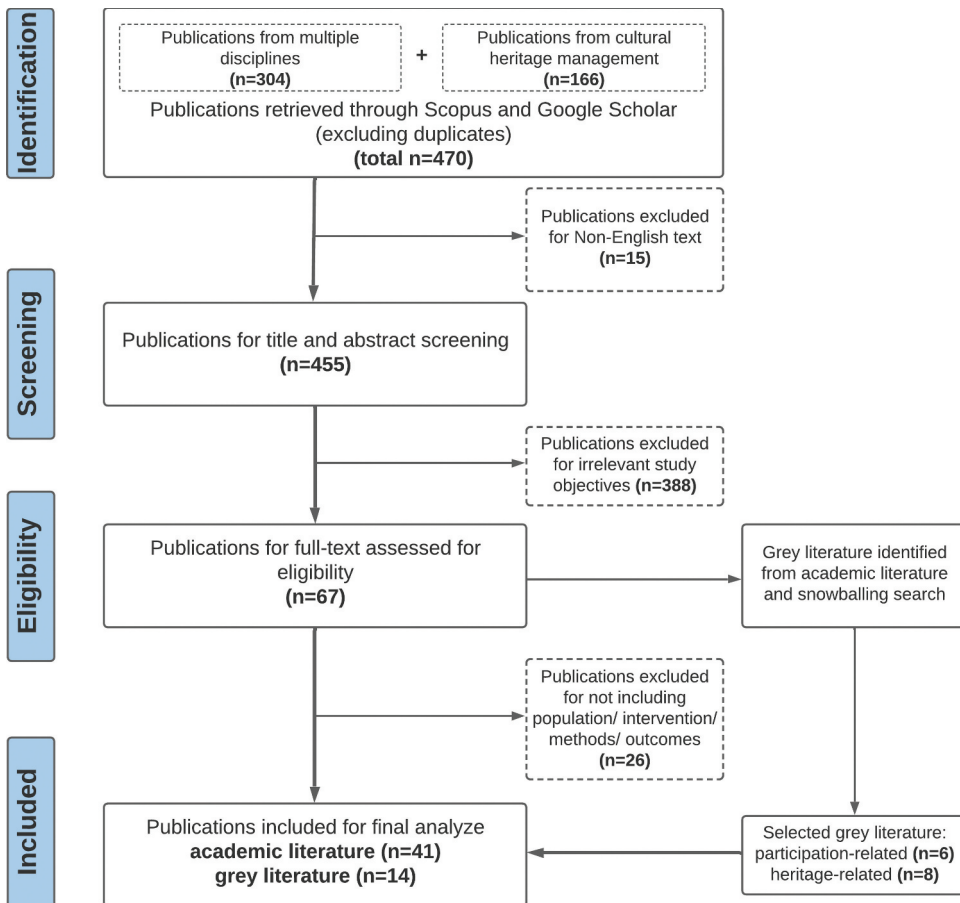 Identification
Publications from multiple
disciplines
(n=304)
+
Publications from cultural
heritage management
(n=166)
Publications retrieved through Scopus and Google Scholar
(excluding duplicates)
(total n=470)
Publications excluded
for Non-English text
(n=15)
Screening
Publications for title and abstract screening
(n=455)
Publications excluded
for irrelevant study
objectives (n=388)
Eligibility
Publications for full-text assessed for
eligibility
(n=67)
Grey literature identified
from academic literature
and snowballing search
Publications excluded
for not including
population/ intervention/
methods/ outcomes
(n=26)
Included
Publications included for final analyze
academic literature (n=41)
grey literature (n=14)
Selected grey literature:
participation-related (n=6)
heritage-related (n=8)